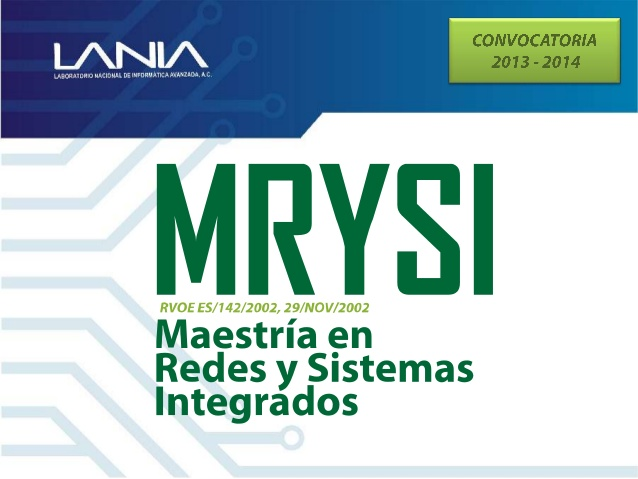 LANIA
LABORATORIO NACIONAL DE INFORMÁTICA AVANZADA, A.C.
CONVOCATORIA
2013 - 2014
MRYSI
RVOE ES/142/2002, 29/NOV/2002
Maestría en
Redes y Sistemas
Integrados